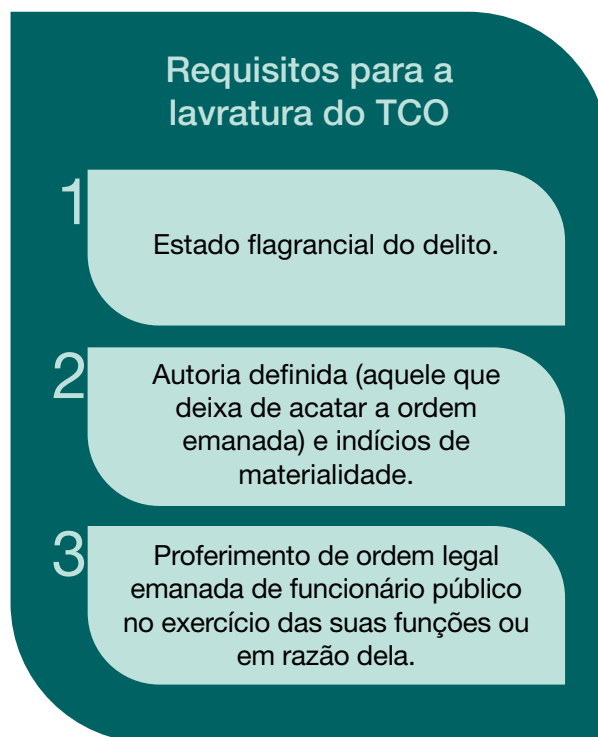 Requisitos para a
lavratura do TCO
1
Estado flagrancial do delito.
2
Autoria definida (aquele que
deixa de acatar a ordem
emanada) e indícios de
materialidade.
3
Proferimento de ordem legal
emanada de funcionário público
no exercício das suas funções ou
em razão dela.